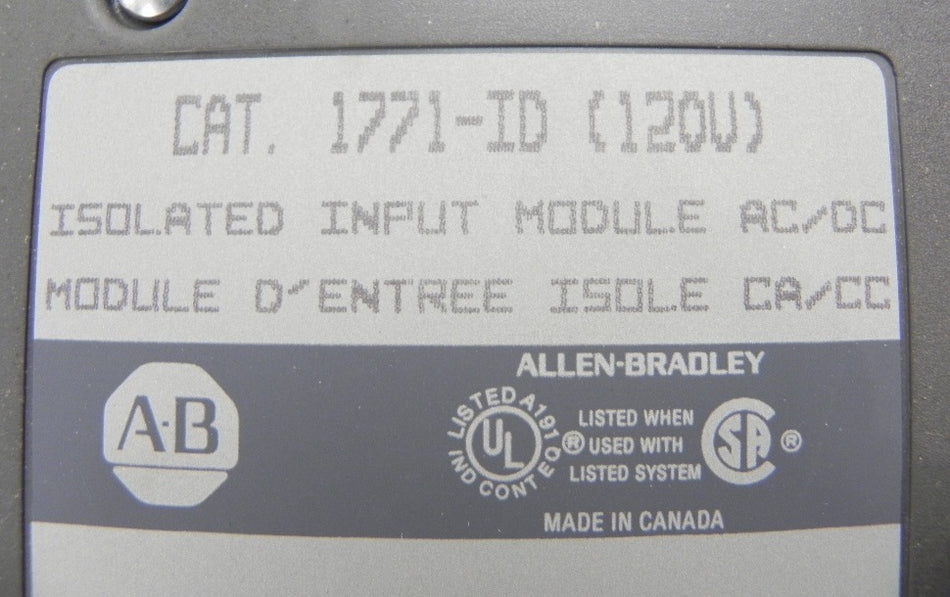 CAT. 1771-ID (120V)
ISOLATED INPUT MODULE AC/DC
MODULE D'ENTREE ISOLE CA/CC
ALLEN-BRADLEY
A·B
LISTED A191
UL
IND CONT EQ
®
LISTED WHEN
USED WITH
LISTED SYSTEM
SA
®
MADE IN CANADA